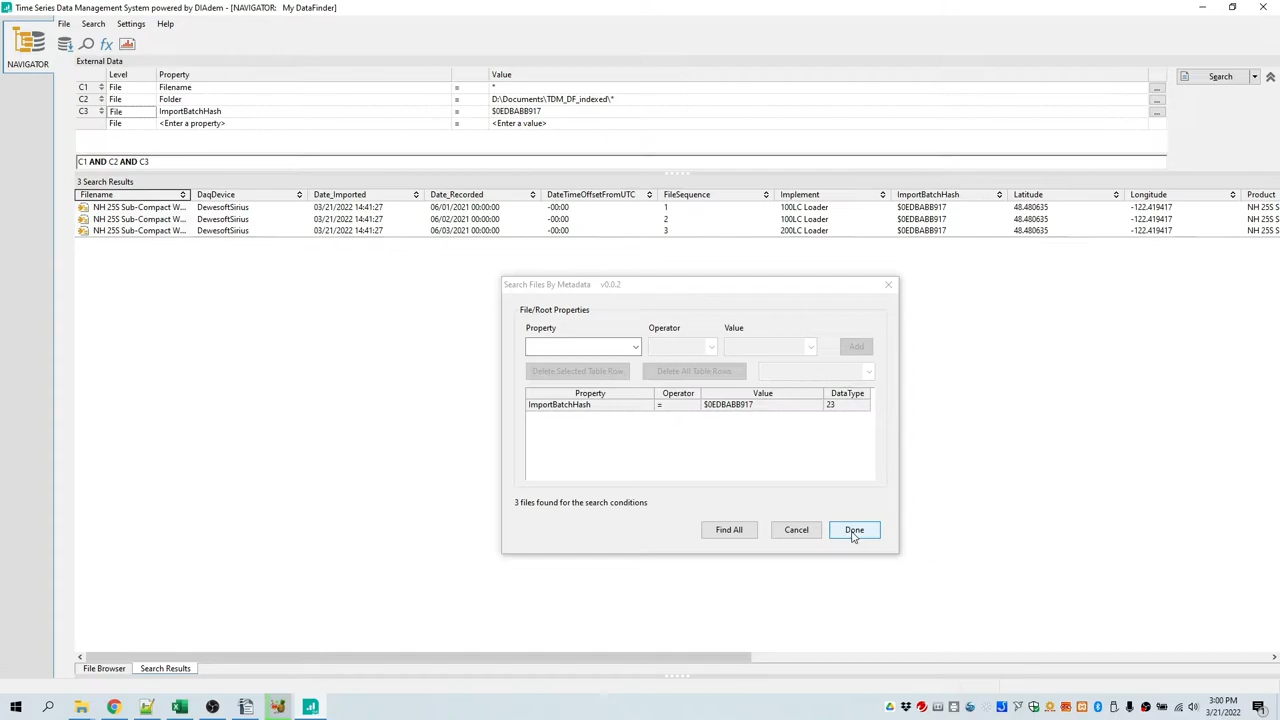 Time Series Data Management System powered by DIAdem - [NAVIGATOR:   My DataFinder]
File Search Settings Help
NAVIGATOR
External Data
Level Property Value
C1 File Filename = *
C2 File Folder = D:\Documents\TDM_DF_indexed\*
C3 File ImportBatchHash = $0EDBABB917
File <Enter a property> = <Enter a value>
Search
C1 AND C2 AND C3
3 Search Results
Filename DaqDevice Date_Imported Date_Recorded DateTimeOffsetFromUTC FileSequence Implement ImportBatchHash Latitude Longitude Product
NH 25S Sub-Compact W... DewesoftSirius 03/21/2022 14:41:27 06/01/2021 00:00:00 -00:00 1 100LC Loader $0EDBABB917 48.480635 -122.419417 NH 25S S
NH 25S Sub-Compact W... DewesoftSirius 03/21/2022 14:41:27 06/02/2021 00:00:00 -00:00 2 100LC Loader $0EDBABB917 48.480635 -122.419417 NH 25S S
NH 25S Sub-Compact W... DewesoftSirius 03/21/2022 14:41:27 06/03/2021 00:00:00 -00:00 3 200LC Loader $0EDBABB917 48.480635 -122.419417 NH 25S S
Search Files By Metadata v0.0.2
File/Root Properties
Property Operator Value
Add
Delete Selected Table Row Delete All Table Rows
Property Operator Value DataType
ImportBatchHash = $0EDBABB917 23
3 files found for the search conditions
Find All Cancel Done
File Browser Search Results
3:00 PM
3/21/2022